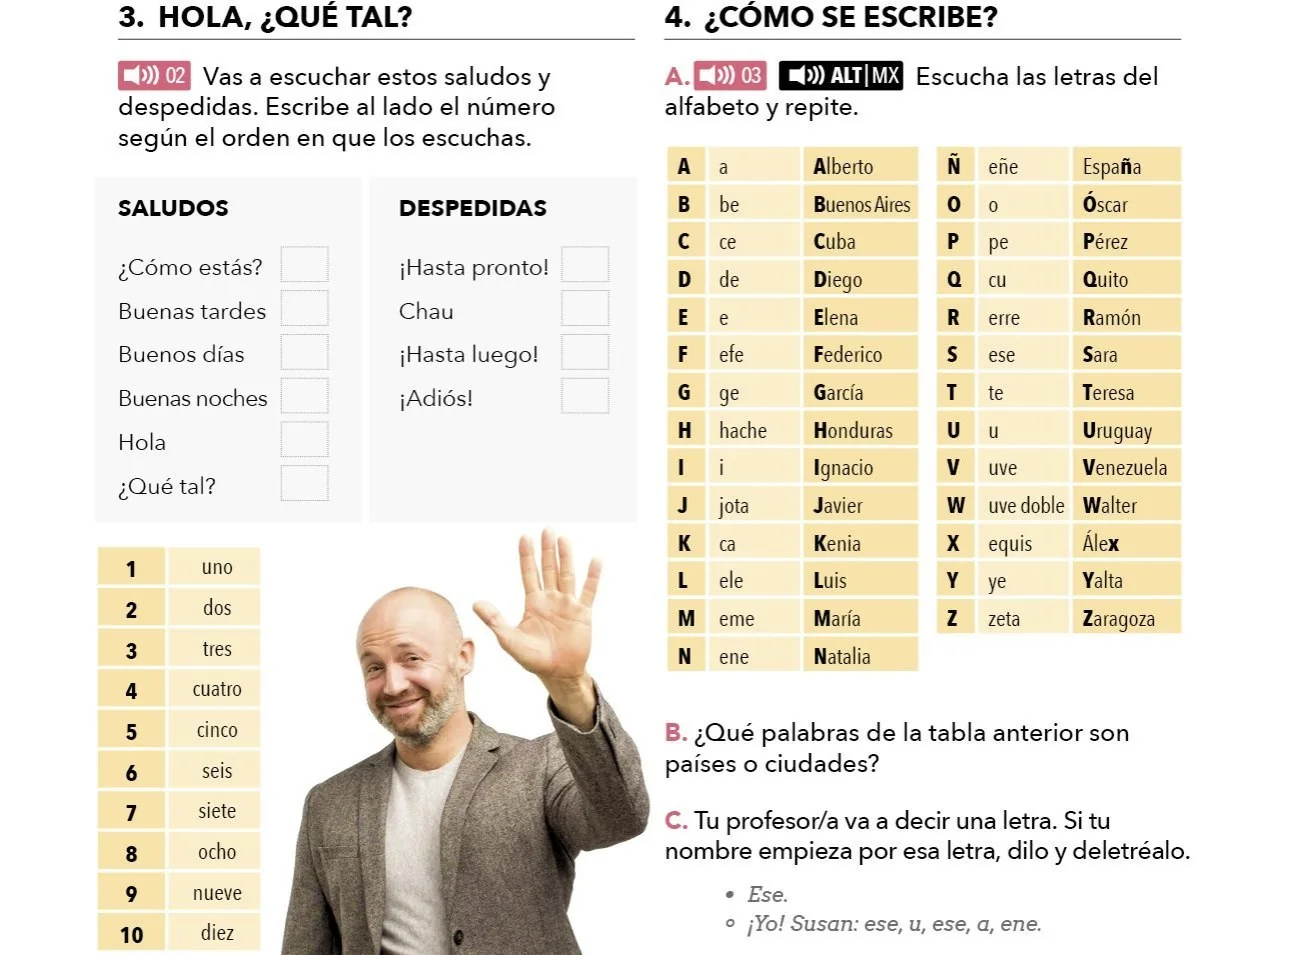 3. HOLA, ¿QUÉ TAL?
02 Vas a escuchar estos saludos y
despedidas. Escribe al lado el número
según el orden en que los escuchas.
SALUDOS
¿Cómo estás?
Buenas tardes
Buenos días
Buenas noches
Hola
¿Qué tal?
DESPEDIDAS
¡Hasta pronto!
Chau
¡Hasta luego!
¡Adiós!
1 uno
2 dos
3 tres
4 cuatro
5 cinco
6 seis
7 siete
8 ocho
9 nueve
10 diez
4. ¿CÓMO SE ESCRIBE?
A. 03 ALT|MX Escucha las letras del
alfabeto y repite.
A a Alberto
B be Buenos Aires
C ce Cuba
D de Diego
E e Elena
F efe Federico
G ge García
H hache Honduras
I i Ignacio
J jota Javier
K ca Kenia
L ele Luis
M eme María
N ene Natalia
Ñ eñe España
O o Óscar
P pe Pérez
Q cu Quito
R erre Ramón
S ese Sara
T te Teresa
U u Uruguay
V uve Venezuela
W uve doble Walter
X equis Álex
Y ye Yalta
Z zeta Zaragoza
B. ¿Qué palabras de la tabla anterior son
países o ciudades?
C. Tu profesor/a va a decir una letra. Si tu
nombre empieza por esa letra, dilo y deletréalo.
• Ese.
◦ ¡Yo! Susan: ese, u, ese, a, ene.